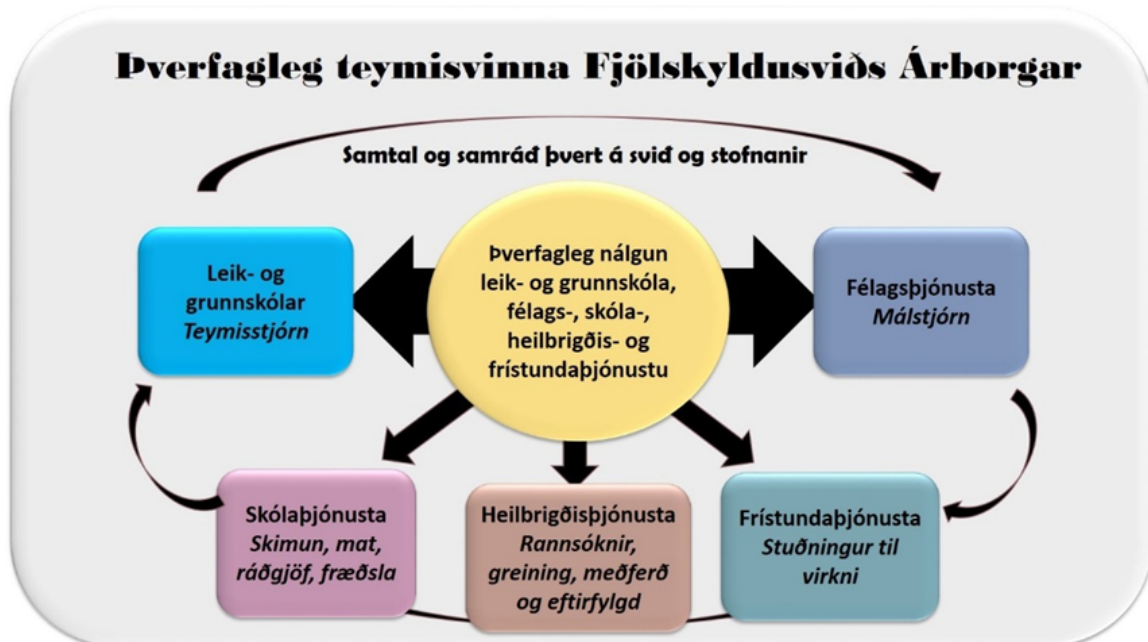 Þverfagleg teymisvinna Fjölskyldusviðs Árborgar
Samtal og samráð þvert á svið og stofnanir
Leik- og
grunnskólar
Teymisstjórn
Þverfagleg nálgun
leik- og grunnskóla,
félags-, skóla-,
heilbrigðis- og
frístundaþjónustu
Félagsþjónusta
Málstjórn
Skólaþjónusta
Skimun, mat,
ráðgjöf, fræðsla
Heilbrigðisþjónusta
Rannsóknir,
greining, meðferð
og eftirfylgd
Frístundaþjónusta
Stuðningur til
virkni